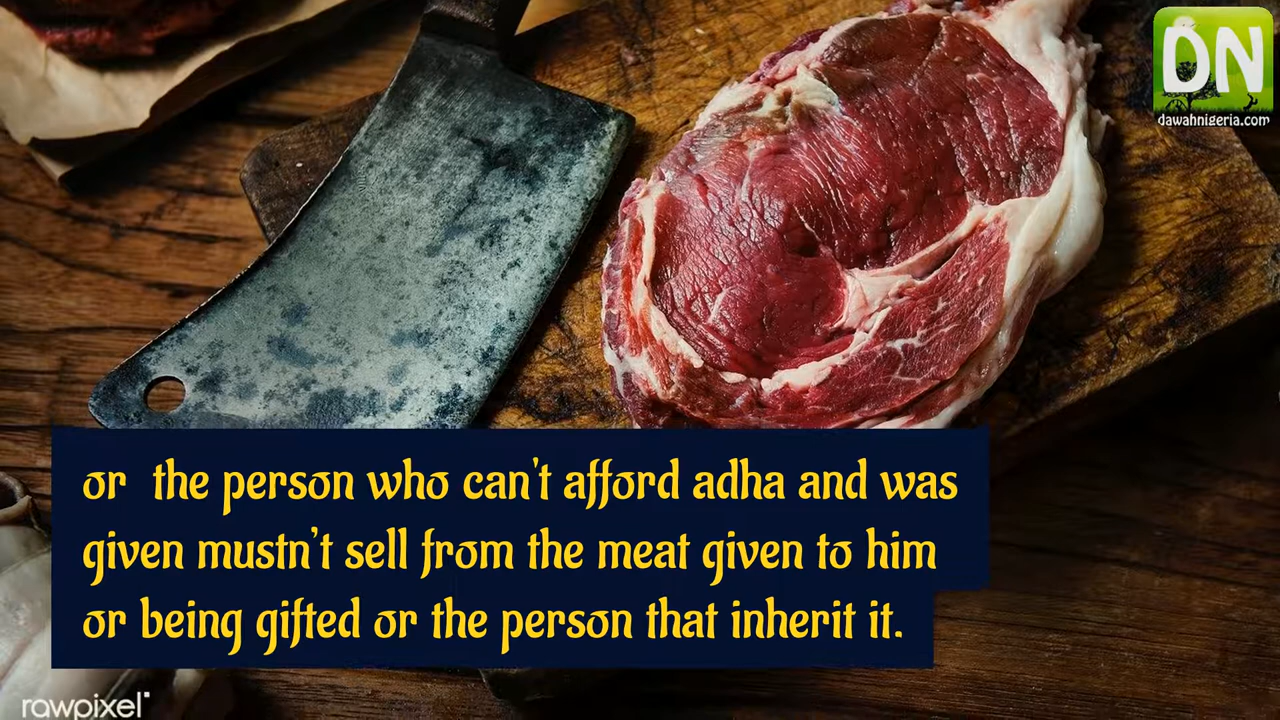 DN
dawahnigeria.com
or the person who can't afford adha and was
given mustn't sell from the meat given to him
or being gifted or the person that inherit it.
rawpixel